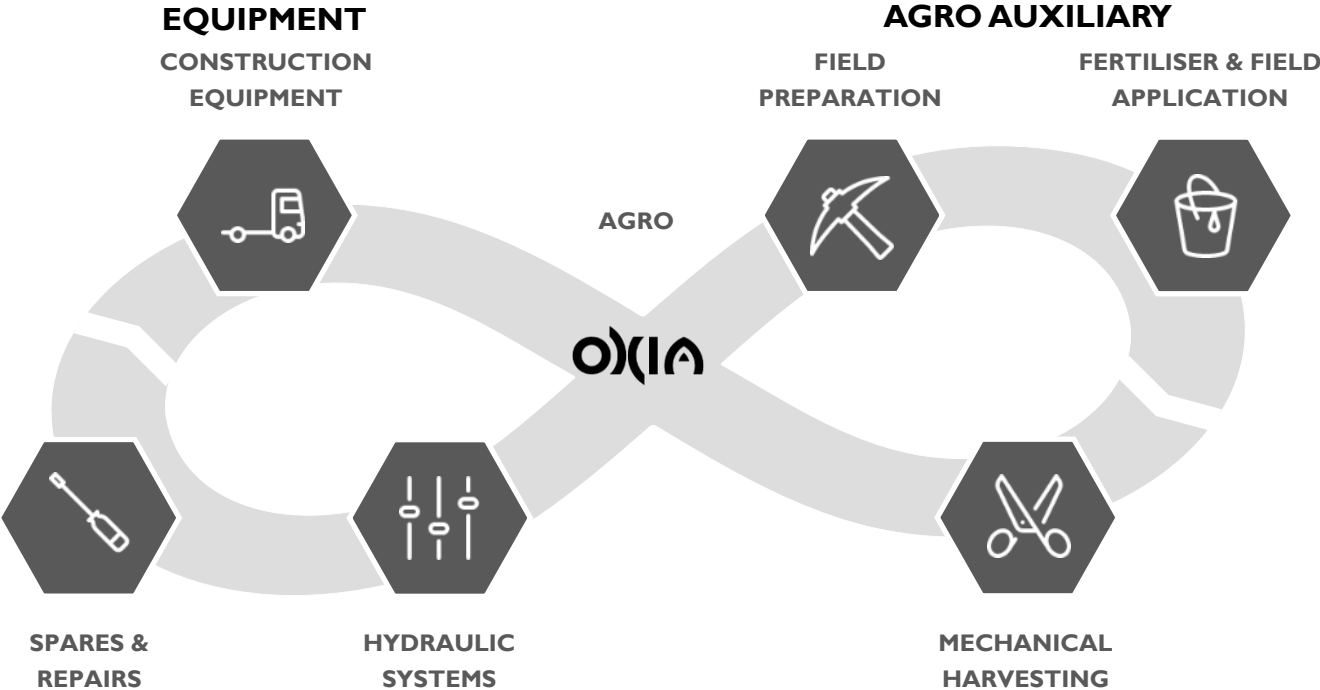 EQUIPMENT
CONSTRUCTION
EQUIPMENT
AGRO AUXILIARY
FIELD
PREPARATION
FERTILISER & FIELD
APPLICATION
AGRO
OXIA
SPARES &
REPAIRS
HYDRAULIC
SYSTEMS
MECHANICAL
HARVESTING